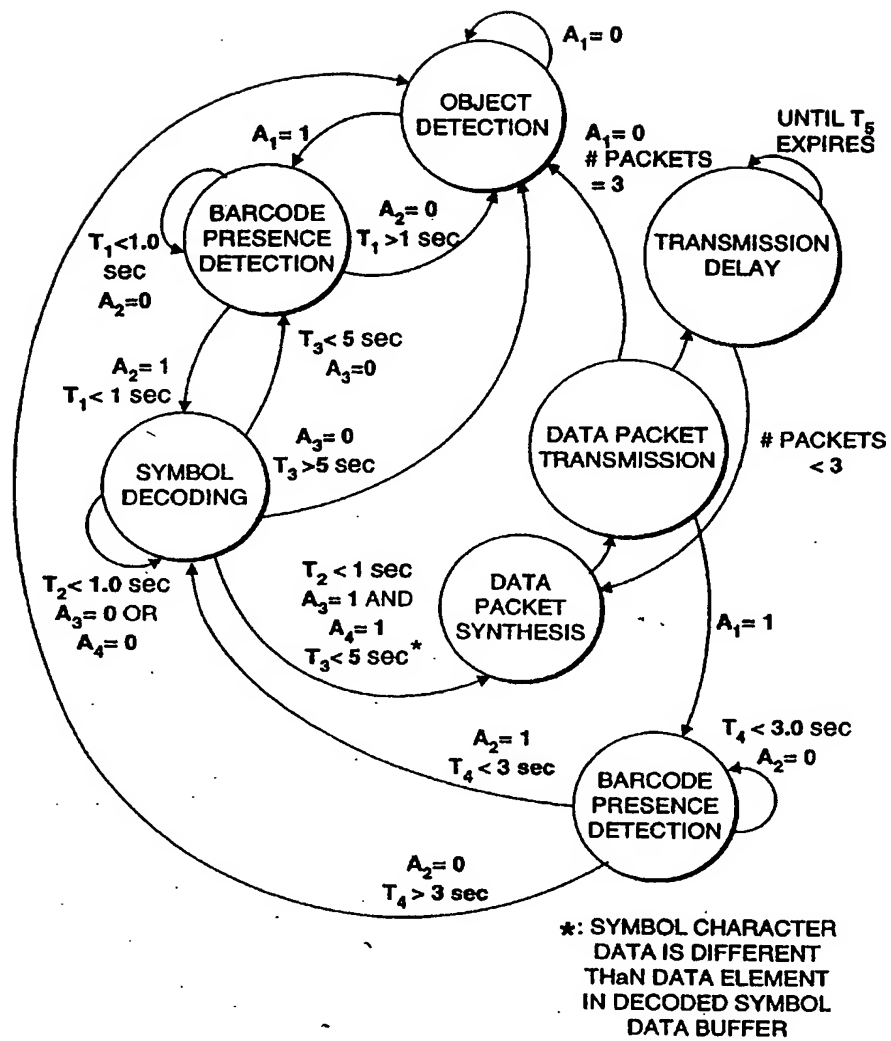 A₁= 0
OBJECT
DETECTION
A₁= 1
A₁= 0
# PACKETS
= 3
UNTIL T₅
EXPIRES
BARCODE
PRESENCE
DETECTION
A₂= 0
T₁ >1 sec
T₁<1.0
sec
A₂=0
TRANSMISSION
DELAY
T₃< 5 sec
A₃=0
A₂= 1
T₁< 1 sec
SYMBOL
DECODING
A₃= 0
T₃ >5 sec
DATA PACKET
TRANSMISSION
# PACKETS
< 3
T₂< 1.0 sec
A₃= 0 OR
A₄= 0
T₂ < 1 sec
A₃= 1 AND
A₄= 1
T₃< 5 sec*
DATA
PACKET
SYNTHESIS
A₁= 1
A₂= 1
T₄ < 3 sec
BARCODE
PRESENCE
DETECTION
T₄ < 3.0 sec
A₂= 0
A₂= 0
T₄ > 3 sec
*: SYMBOL CHARACTER
DATA IS DIFFERENT
THaN DATA ELEMENT
IN DECODED SYMBOL
DATA BUFFER